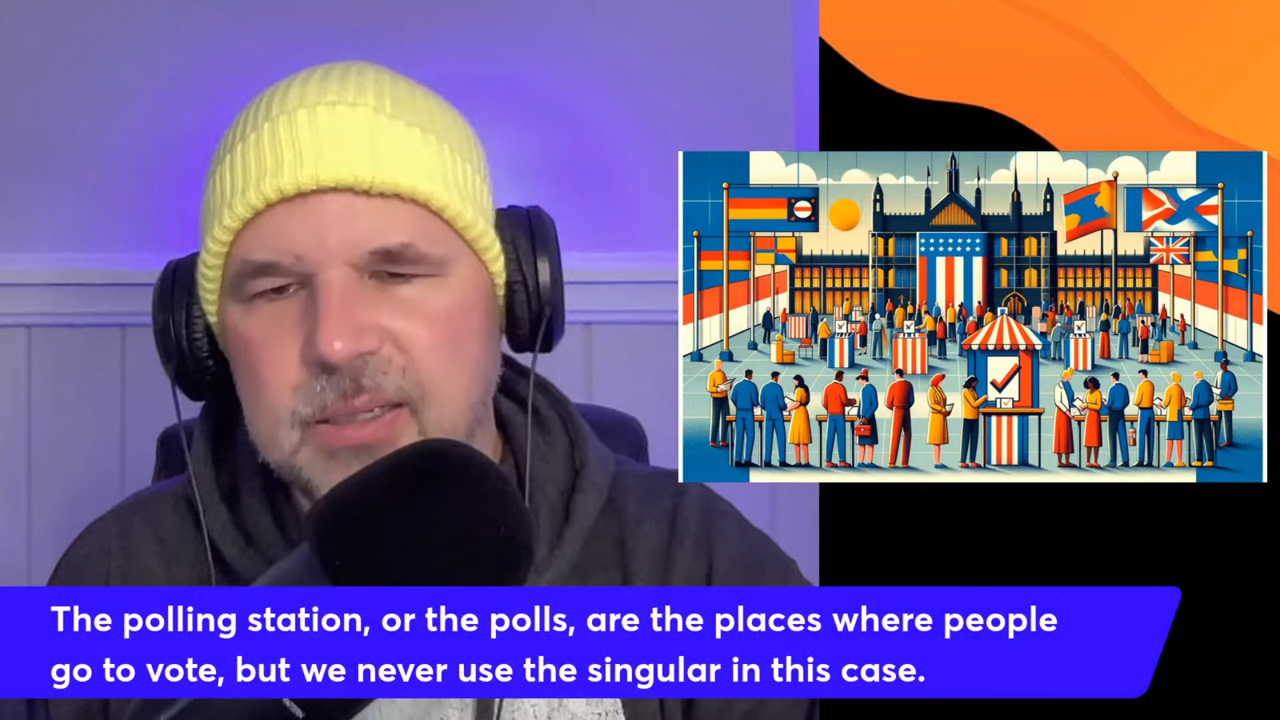 The polling station, or the polls, are the places where people
go to vote, but we never use the singular in this case.